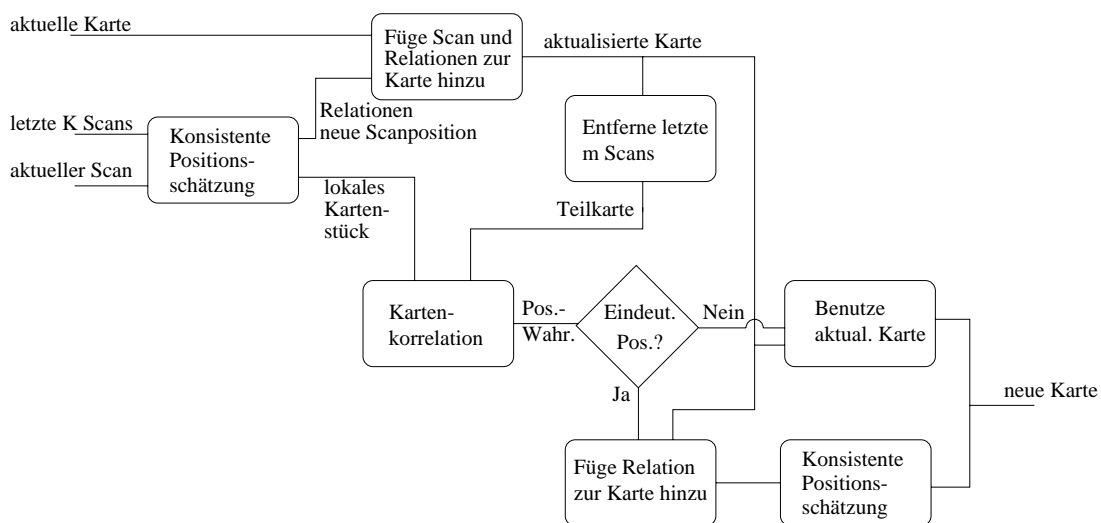 aktuelle Karte
Füge Scan und
Relationen zur
Karte hinzu
aktualisierte Karte
Relationen
neue Scanposition
letzte K Scans
aktueller Scan
Konsistente
Positions-
schätzung
Entferne letzte
m Scans
lokales
Karten-
stück
Teilkarte
Karten-
korrelation
Pos.-
Wahr.
Eindeut.
Pos.?
Nein
Benutze
aktual. Karte
Ja
neue Karte
Füge Relation
zur Karte hinzu
Konsistente
Positions-
schätzung